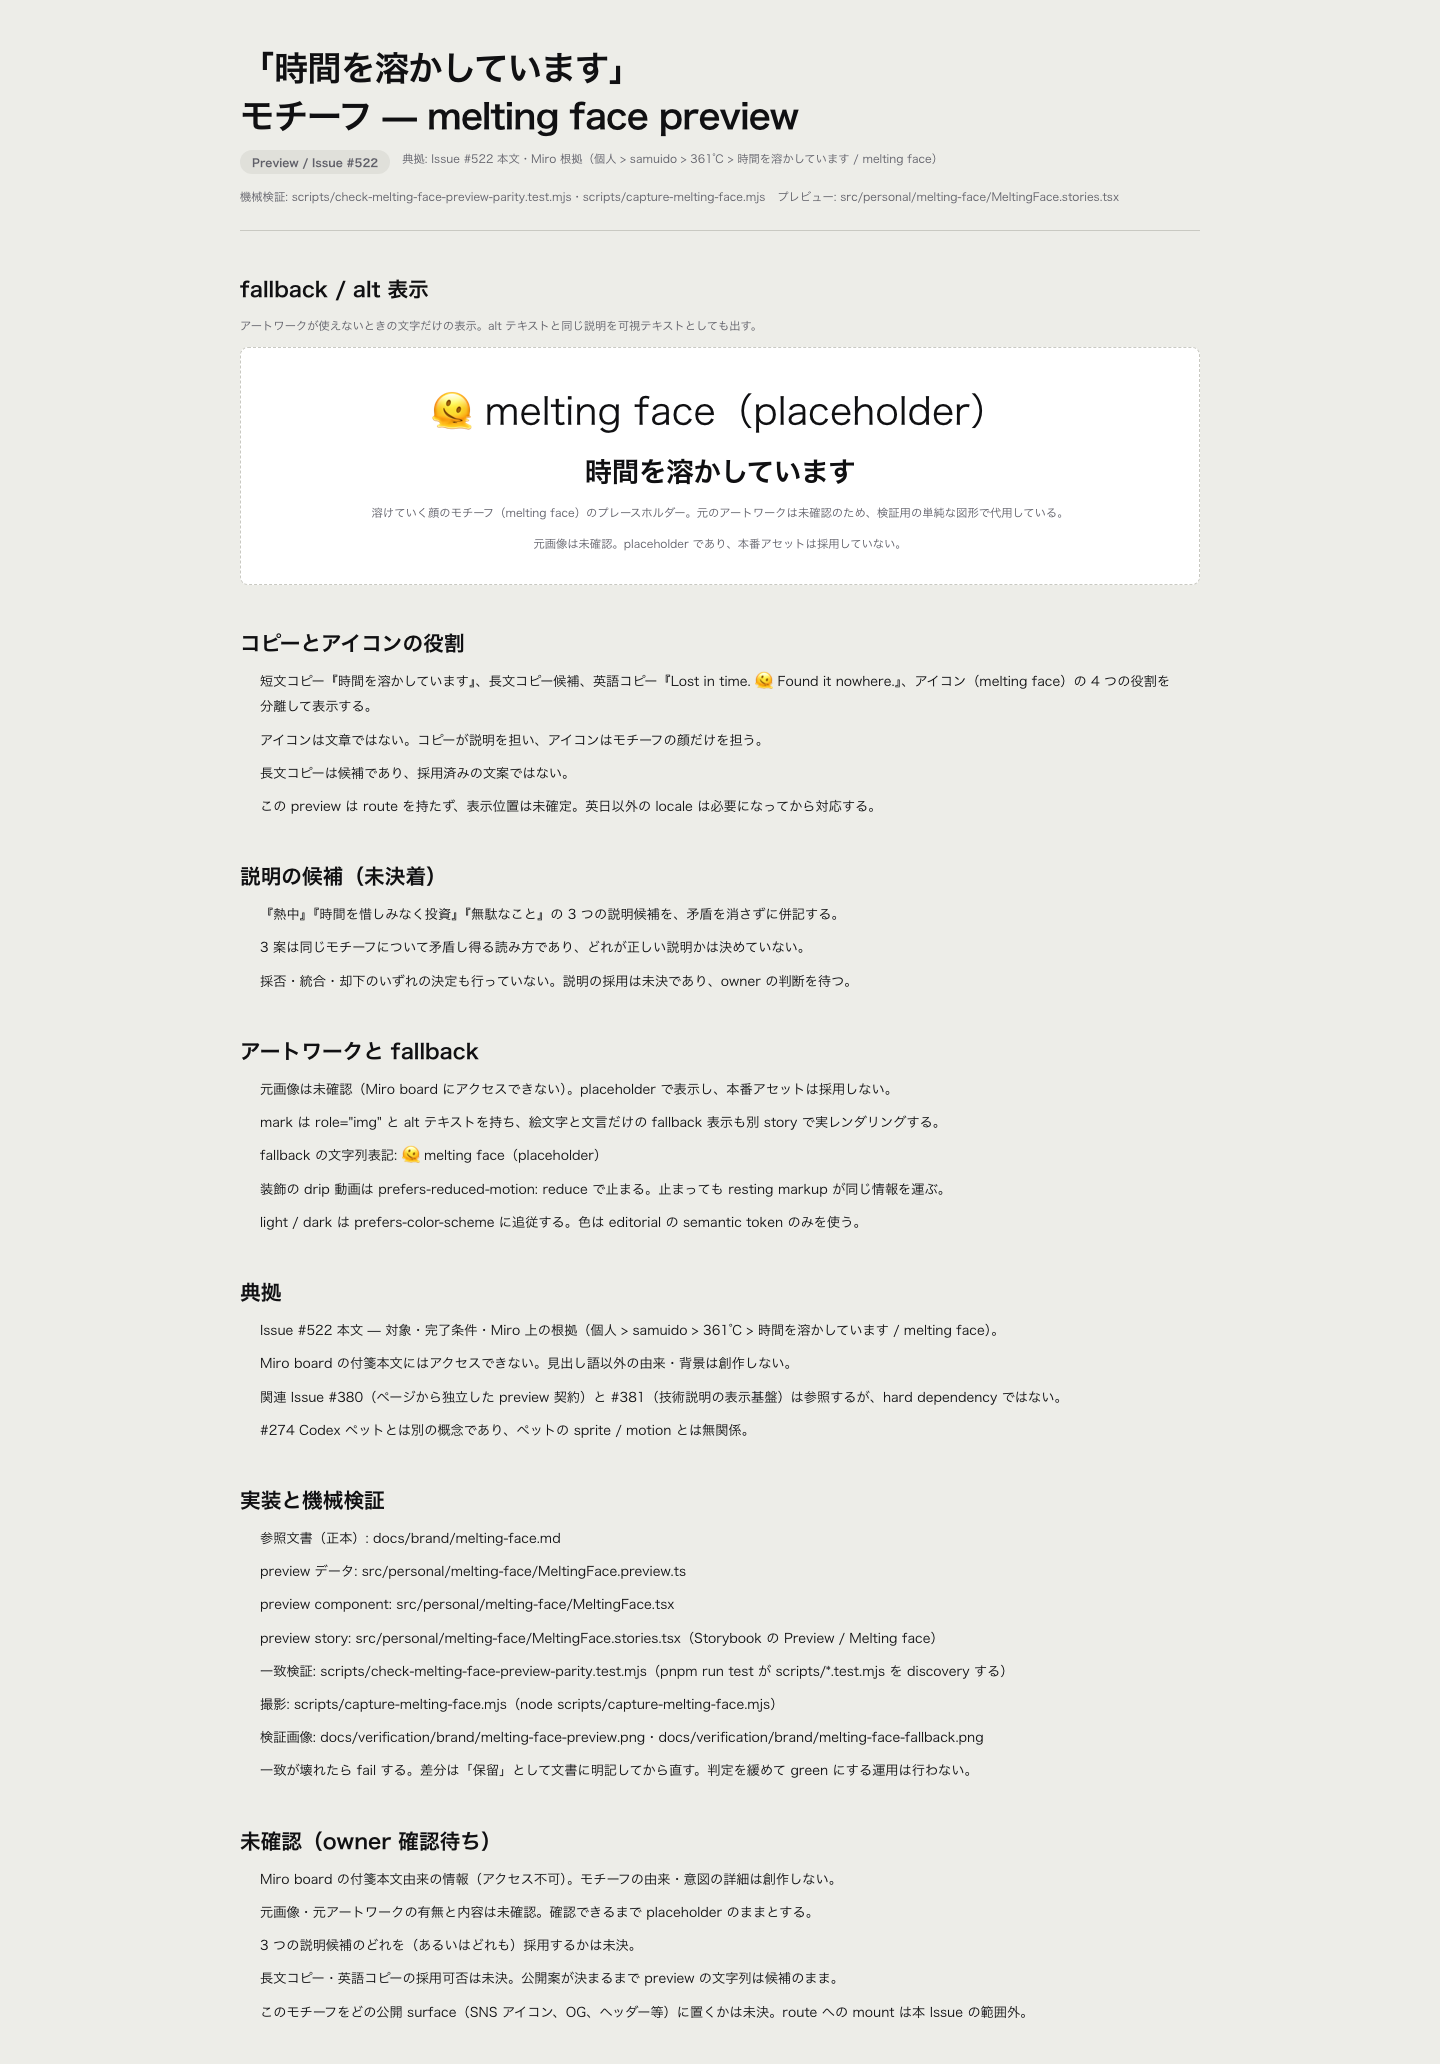 「時間を溶かしています」
モチーフ — melting face preview
Preview / Issue #522 典拠: Issue #522 本文・Miro 根拠（個人 > samuido > 361℃ > 時間を溶かしています / melting face）
機械検証: scripts/check-melting-face-preview-parity.test.mjs・scripts/capture-melting-face.mjs プレビュー: src/personal/melting-face/MeltingFace.stories.tsx
fallback / alt 表示
アートワークが使えないときの文字だけの表示。alt テキストと同じ説明を可視テキストとしても出す。
🫠 melting face（placeholder）
時間を溶かしています
溶けていく顔のモチーフ（melting face）のプレースホルダー。元のアートワークは未確認のため、検証用の単純な図形で代用している。
元画像は未確認。placeholder であり、本番アセットは採用していない。
コピーとアイコンの役割
短文コピー『時間を溶かしています』、長文コピー候補、英語コピー『Lost in time. 🫠 Found it nowhere.』、アイコン（melting face）の 4 つの役割を
分離して表示する。
アイコンは文章ではない。コピーが説明を担い、アイコンはモチーフの顔だけを担う。
長文コピーは候補であり、採用済みの文案ではない。
この preview は route を持たず、表示位置は未確定。英日以外の locale は必要になってから対応する。
説明の候補（未決着）
『熱中』『時間を惜しみなく投資』『無駄なこと』の 3 つの説明候補を、矛盾を消さずに併記する。
3 案は同じモチーフについて矛盾し得る読み方であり、どれが正しい説明かは決めていない。
採否・統合・却下のいずれの決定も行っていない。説明の採用は未決であり、owner の判断を待つ。
アートワークと fallback
元画像は未確認（Miro board にアクセスできない）。placeholder で表示し、本番アセットは採用しない。
mark は role="img" と alt テキストを持ち、絵文字と文言だけの fallback 表示も別 story で実レンダリングする。
fallback の文字列表記: 🫠 melting face（placeholder）
装飾の drip 動画は prefers-reduced-motion: reduce で止まる。止まっても resting markup が同じ情報を運ぶ。
light / dark は prefers-color-scheme に追従する。色は editorial の semantic token のみを使う。
典拠
Issue #522 本文 — 対象・完了条件・Miro 上の根拠（個人 > samuido > 361℃ > 時間を溶かしています / melting face）。
Miro board の付箋本文にはアクセスできない。見出し語以外の由来・背景は創作しない。
関連 Issue #380（ページから独立した preview 契約）と #381（技術説明の表示基盤）は参照するが、hard dependency ではない。
#274 Codex ペットとは別の概念であり、ペットの sprite / motion とは無関係。
実装と機械検証
参照文書（正本）: docs/brand/melting-face.md
preview データ: src/personal/melting-face/MeltingFace.preview.ts
preview component: src/personal/melting-face/MeltingFace.tsx
preview story: src/personal/melting-face/MeltingFace.stories.tsx（Storybook の Preview / Melting face）
一致検証: scripts/check-melting-face-preview-parity.test.mjs（pnpm run test が scripts/*.test.mjs を discovery する）
撮影: scripts/capture-melting-face.mjs（node scripts/capture-melting-face.mjs）
検証画像: docs/verification/brand/melting-face-preview.png・docs/verification/brand/melting-face-fallback.png
一致が壊れたら fail する。差分は「保留」として文書に明記してから直す。判定を緩めて green にする運用は行わない。
未確認（owner 確認待ち）
Miro board の付箋本文由来の情報（アクセス不可）。モチーフの由来・意図の詳細は創作しない。
元画像・元アートワークの有無と内容は未確認。確認できるまで placeholder のままとする。
3 つの説明候補のどれを（あるいはどれも）採用するかは未決。
長文コピー・英語コピーの採用可否は未決。公開案が決まるまで preview の文字列は候補のまま。
このモチーフをどの公開 surface（SNS アイコン、OG、ヘッダー等）に置くかは未決。route への mount は本 Issue の範囲外。